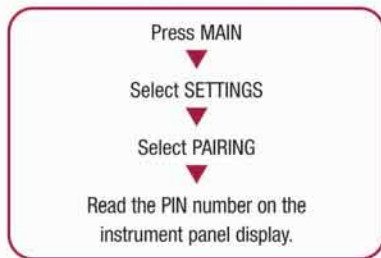 Press MAIN
Select SETTINGS
Select PAIRING
Read the PIN number on the
instrument panel display.